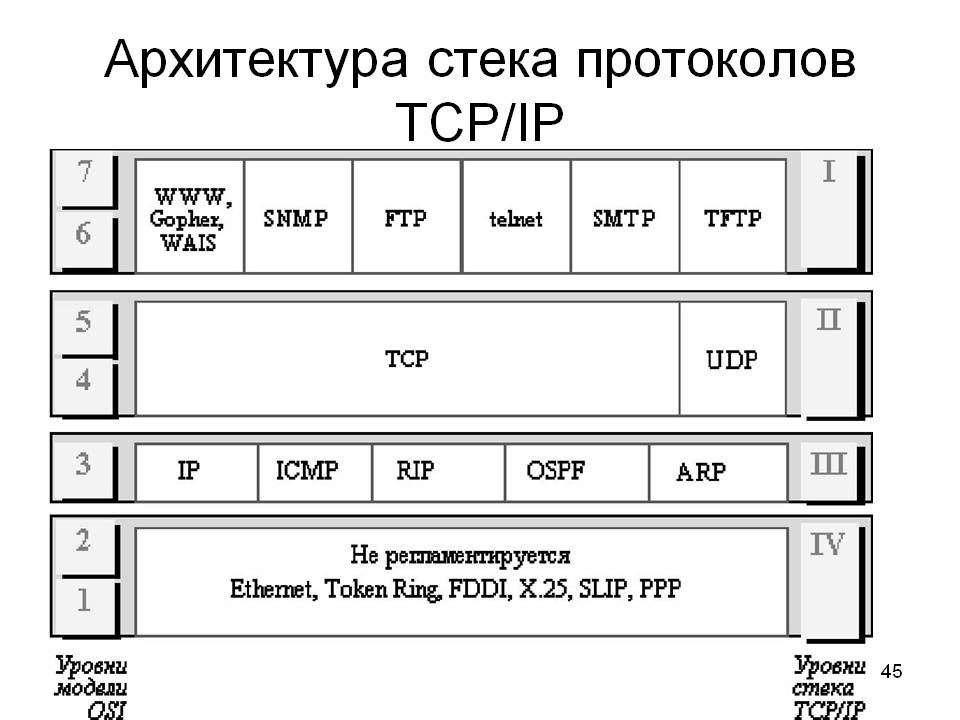 Архитектура стека протоколов
TCP/IP
7
6
WWW,
Gopher,
WAIS
SNMP
FTP
telnet
SMTP
TFTP
I
5
4
TCP
UDP
II
3
IP
ICMP
RIP
OSPF
ARP
III
2
1
Не регламентируется
Ethernet, Token Ring, FDDI, X.25, SLIP, PPP
IV
Уровни
модели
OSI
Уровни
стека
TCP/IP
45